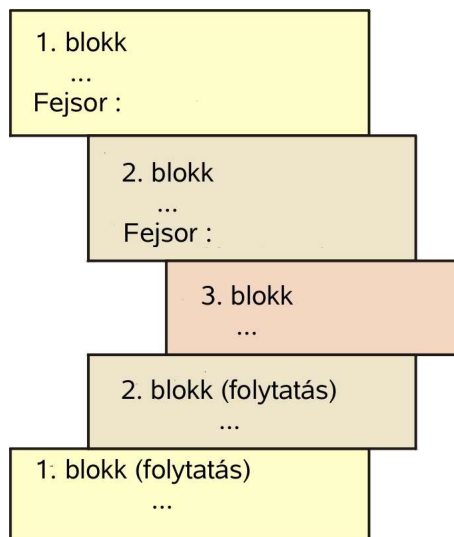 1. blokk
...
Fejsor :
2. blokk
...
Fejsor :
3. blokk
...
2. blokk (folytatás)
...
1. blokk (folytatás)
...